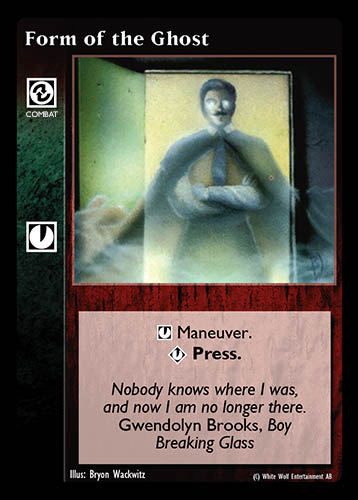 Form of the Ghost
COMBAT
Maneuver.
Press.
Nobody knows where I was,
and now I am no longer there.
Gwendolyn Brooks, Boy
Breaking Glass
Illus: Bryon Wackwitz
(C) White Wolf Entertainment AB